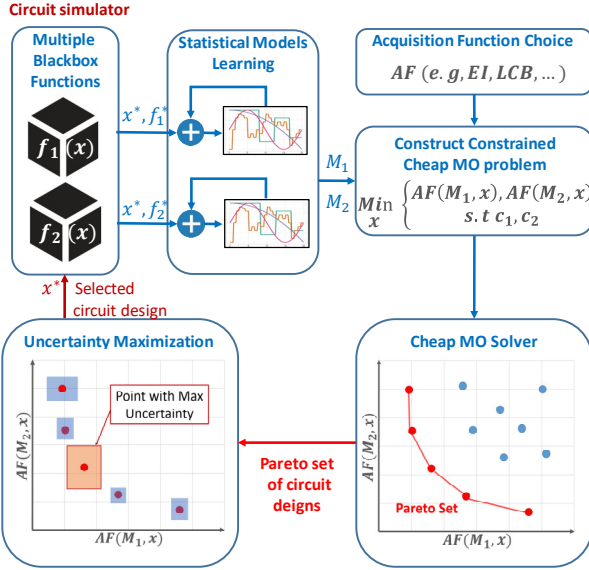 Circuit simulator
Multiple
Blackbox
Functions
f1 (x)
f2 (x)
x*, f1*
x*, f2*
Statistical Models
Learning
M1
M2
Acquisition Function Choice
AF (e. g, EI, LCB, ... )
Construct Constrained
Cheap MO problem
Min { AF(M1, x), AF(M2, x)
x s. t c1, c2
x* Selected
circuit design
Uncertainty Maximization
Point with Max
Uncertainty
AF(M2, x)
AF(M1, x)
Pareto set
of circuit
deigns
Cheap MO Solver
AF(M2, x)
Pareto Set
AF(M1, x)